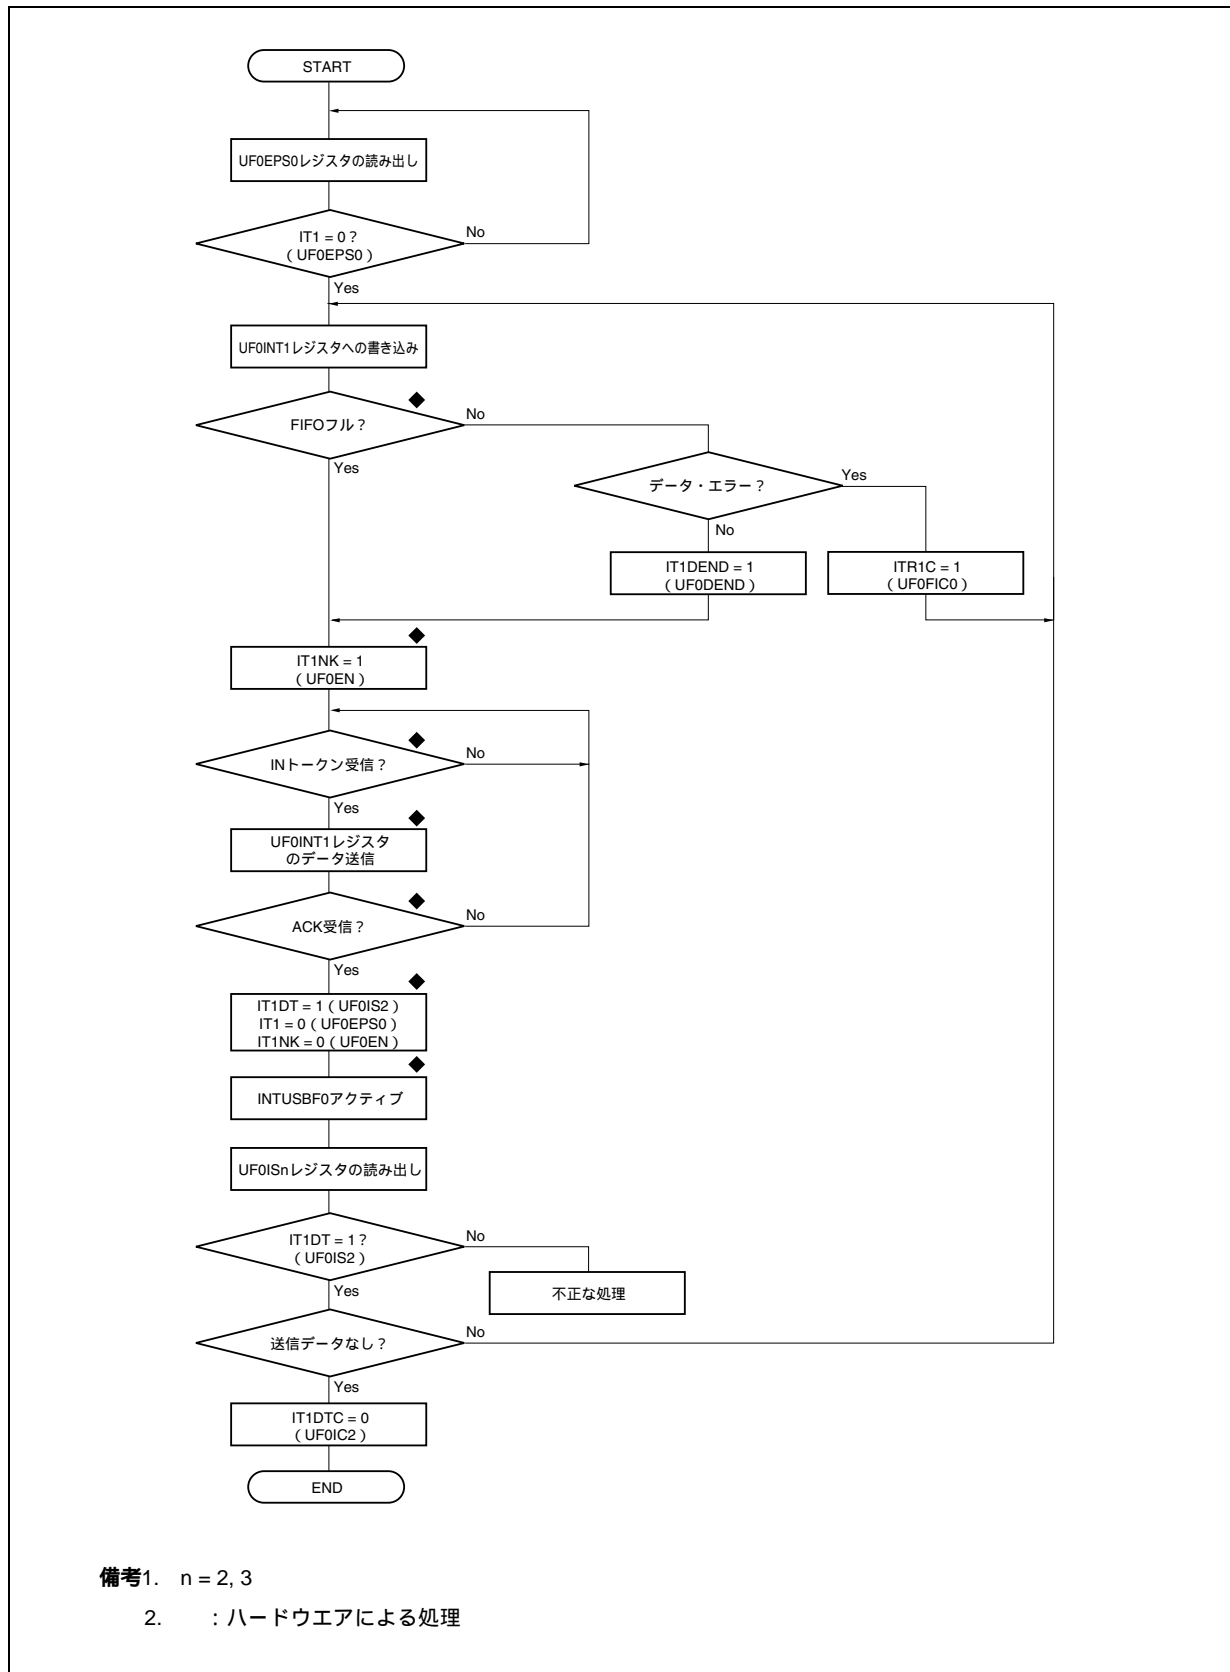 START
UF0EPS0レジスタの読み出し
IT1 = 0？
（UF0EPS0）
No
Yes
UF0INT1レジスタへの書き込み
FIFOフル？
No
Yes
データ・エラー？
Yes
No
IT1DEND = 1
（UF0DEND）
ITR1C = 1
（UF0FIC0）
IT1NK = 1
（UF0EN）
INトークン受信？
No
Yes
UF0INT1レジスタ
のデータ送信
ACK受信？
No
Yes
IT1DT = 1（UF0IS2）
IT1 = 0（UF0EPS0）
IT1NK = 0（UF0EN）
INTUSBF0アクティブ
UF0ISnレジスタの読み出し
IT1DT = 1？
（UF0IS2）
No
不正な処理
Yes
送信データなし？
No
Yes
IT1DTC = 0
（UF0IC2）
END
備考1. n = 2, 3
2. ：ハードウエアによる処理